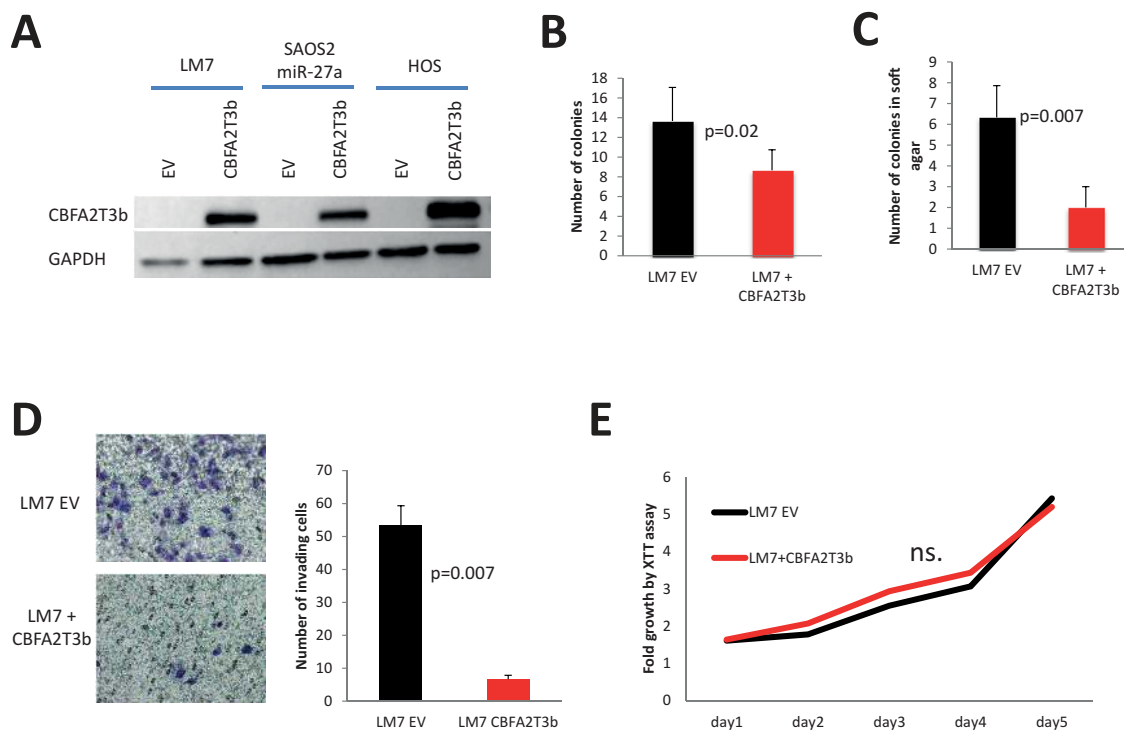 A
LM7
SAOS2
miR-27a
HOS
EV
CBFA2T3b
EV
CBFA2T3b
EV
CBFA2T3b
CBFA2T3b
GAPDH
B
Number of colonies
18
16
14
12
10
8
6
4
2
0
p=0.02
LM7 EV
LM7 +
CBFA2T3b
C
Number of colonies in soft
agar
9
8
7
6
5
4
3
2
1
0
p=0.007
LM7 EV
LM7 +
CBFA2T3b
D
LM7 EV
LM7 +
CBFA2T3b
Number of invading cells
70
60
50
40
30
20
10
0
p=0.007
LM7 EV
LM7 CBFA2T3b
E
Fold growth by XTT assay
6
5
4
3
2
1
0
LM7 EV
LM7+CBFA2T3b
ns.
day1
day2
day3
day4
day5